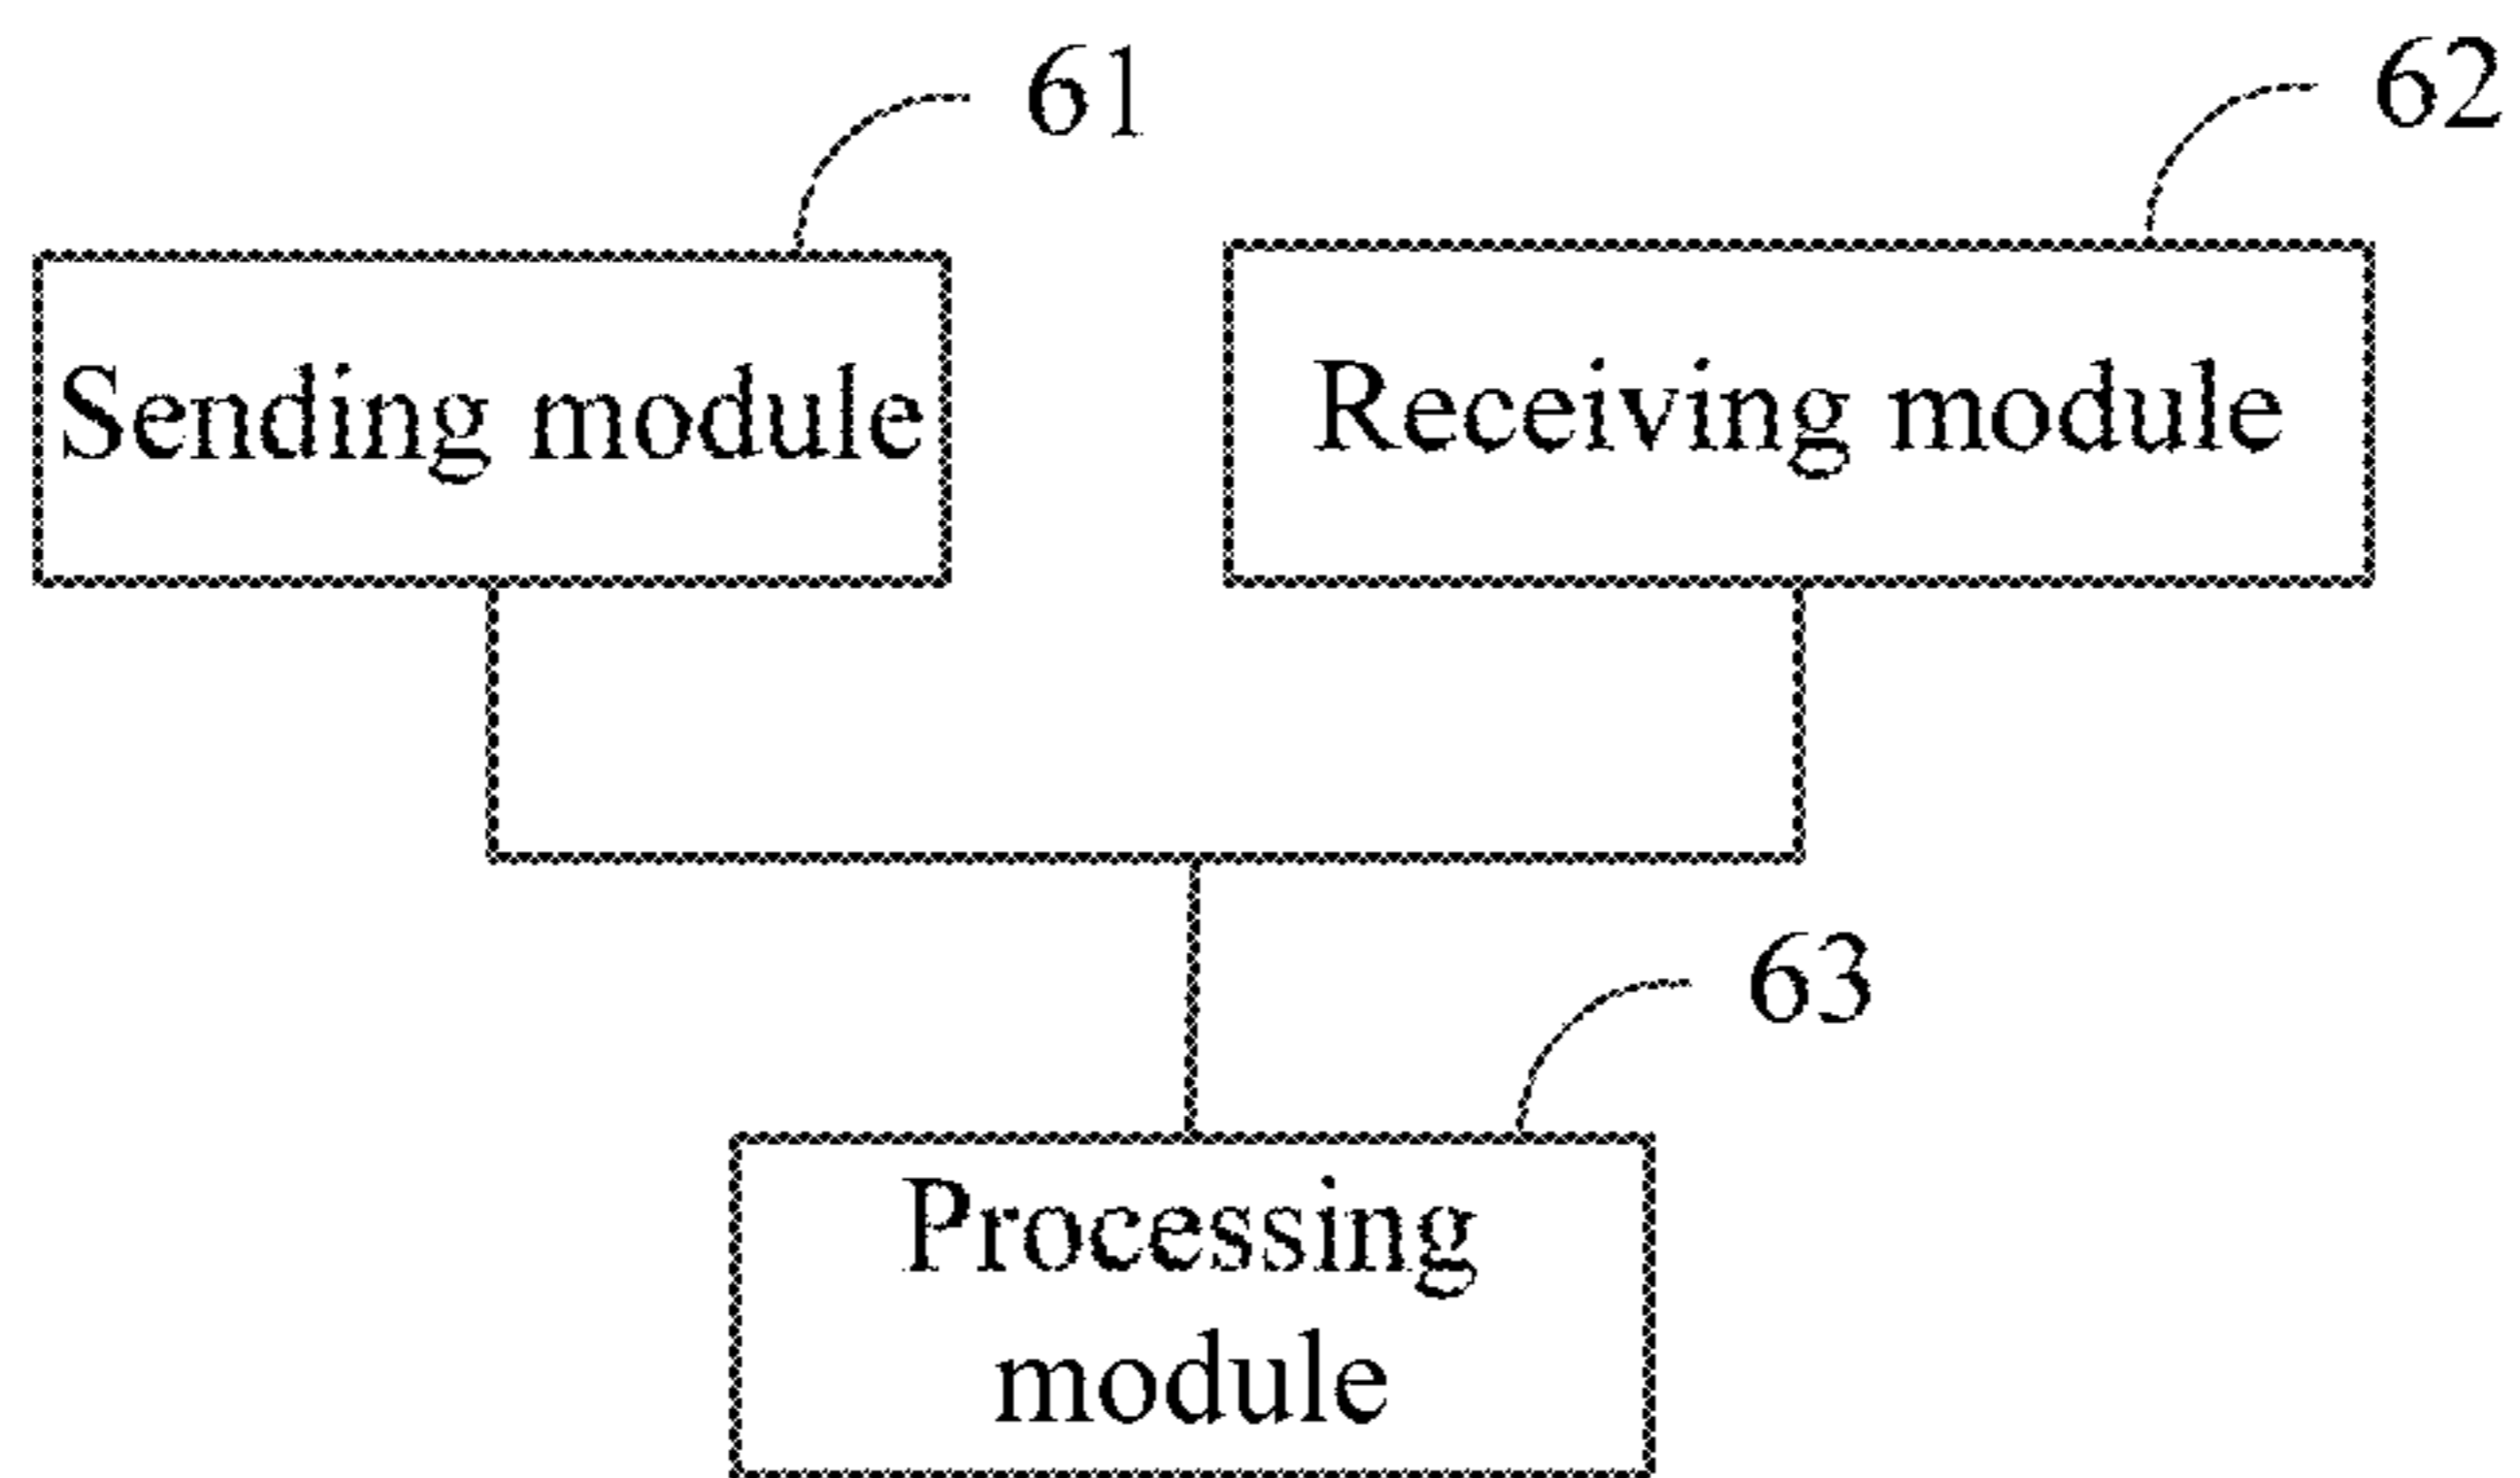 61
62
Sending module
Receiving module
63
Processing
module